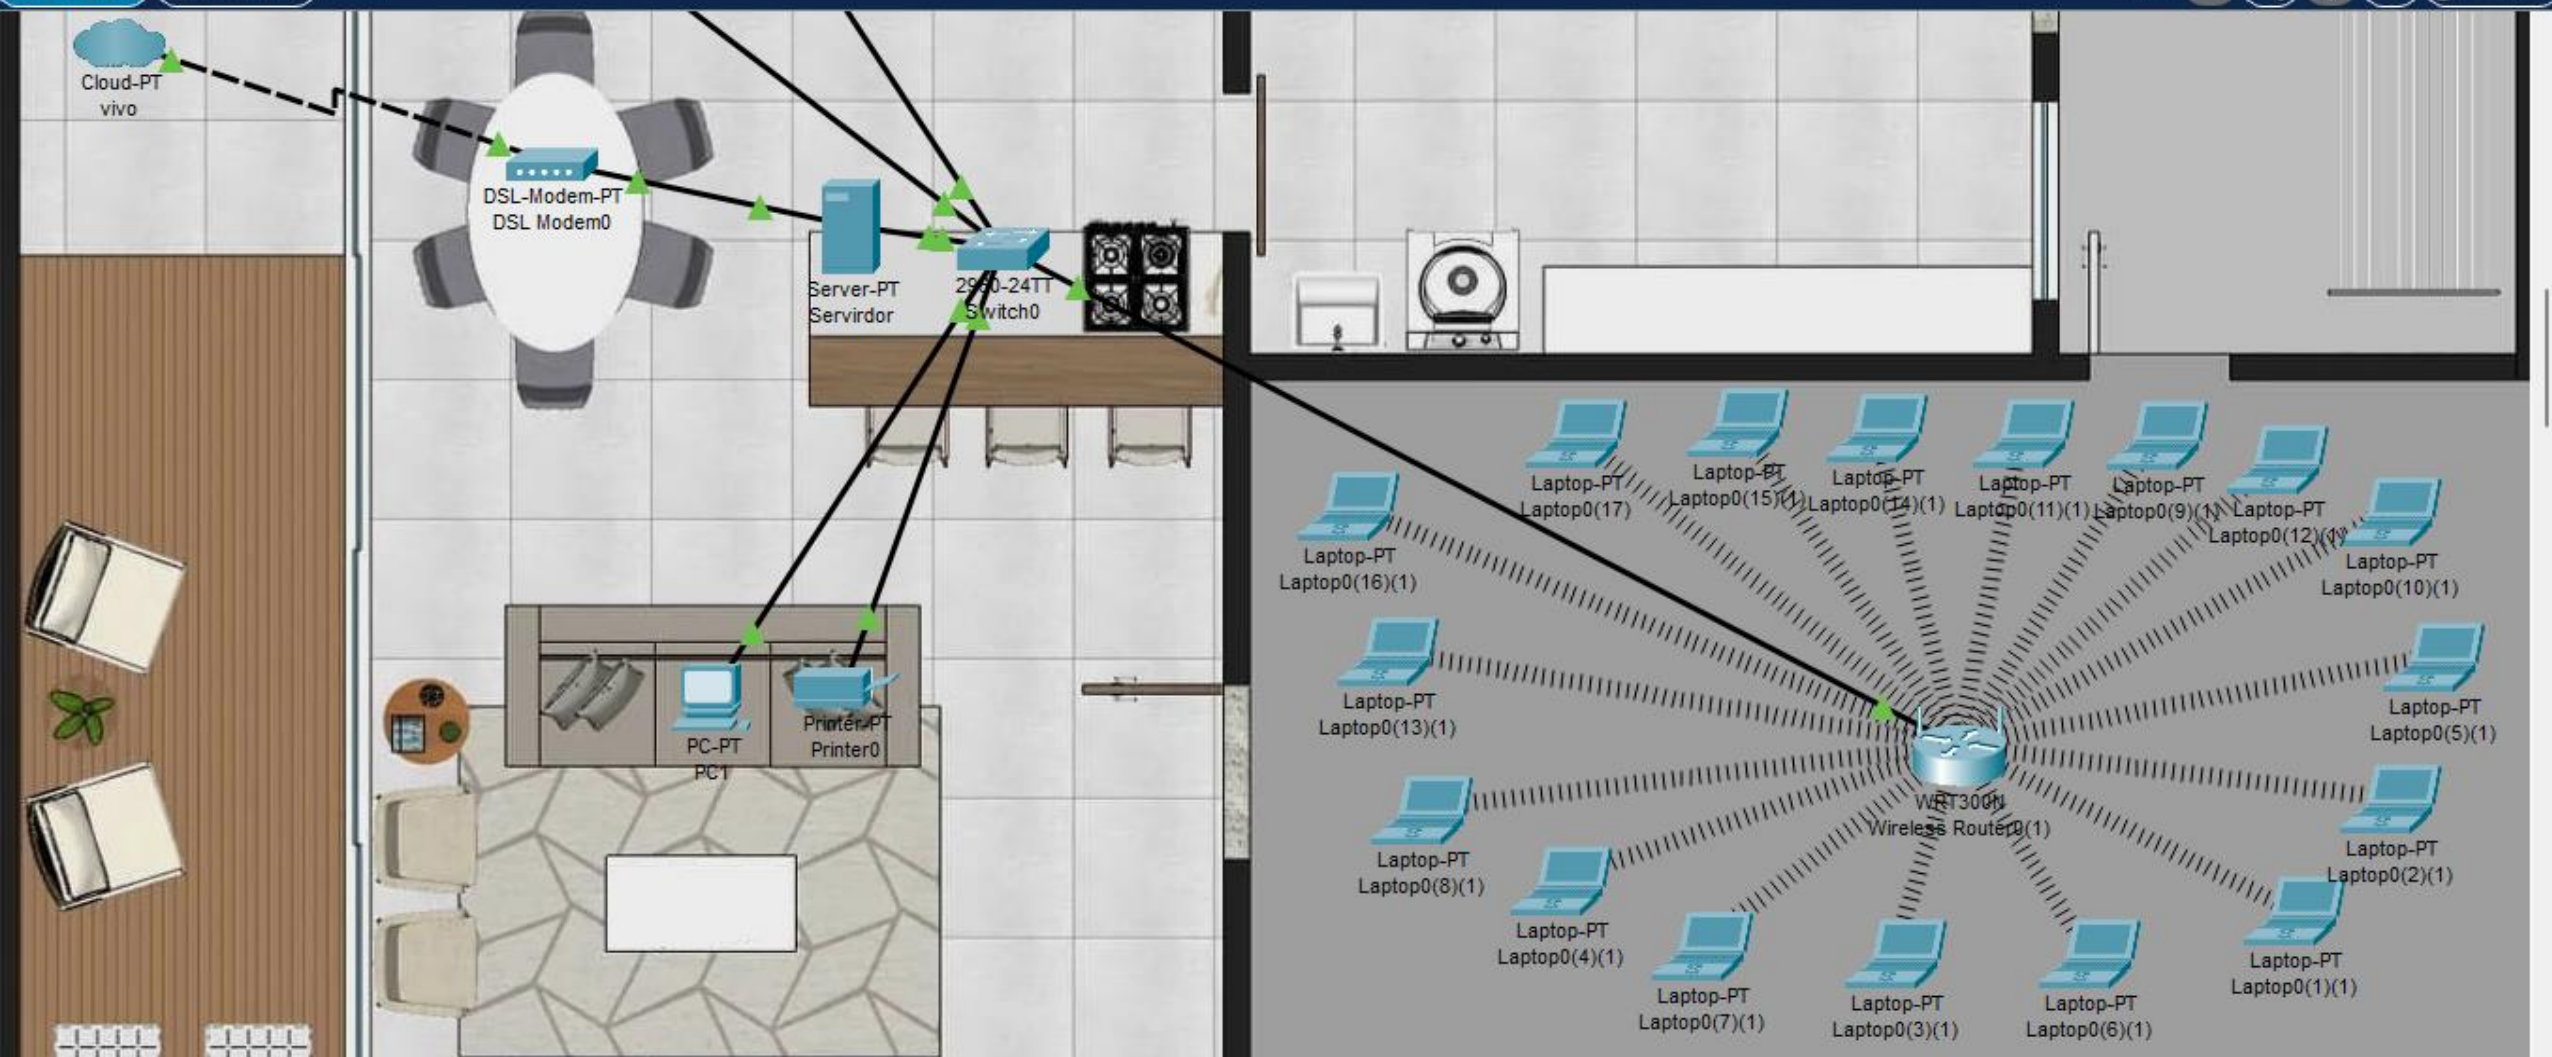 Cloud-PT
vivo
DSL-Modem-PT
DSL Modem0
Server-PT
Servirdor
2960-24TT
Switch0
PC-PT
PC1
Printer-PT
Printer0
Laptop-PT
Laptop0(17)
Laptop-PT
Laptop0(15)(1)
Laptop-PT
Laptop0(14)(1)
Laptop-PT
Laptop0(11)(1)
Laptop-PT
Laptop0(9)(1)
Laptop-PT
Laptop0(12)(1)
Laptop-PT
Laptop0(10)(1)
Laptop-PT
Laptop0(16)(1)
Laptop-PT
Laptop0(13)(1)
Laptop-PT
Laptop0(5)(1)
WRT300N
Wireless Router0(1)
Laptop-PT
Laptop0(2)(1)
Laptop-PT
Laptop0(8)(1)
Laptop-PT
Laptop0(4)(1)
Laptop-PT
Laptop0(1)(1)
Laptop-PT
Laptop0(7)(1)
Laptop-PT
Laptop0(3)(1)
Laptop-PT
Laptop0(6)(1)